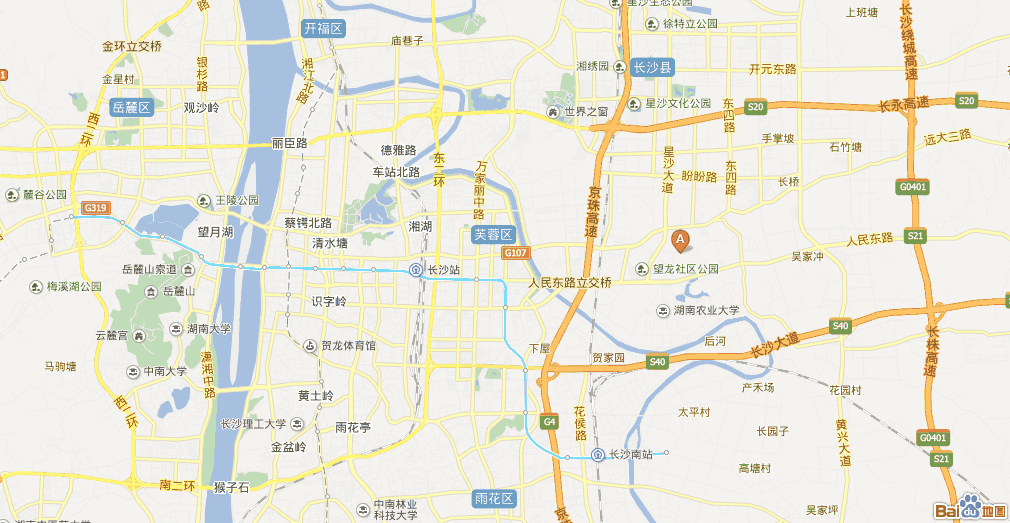 星沙生态公园
上班塘
徐特立公园
长沙绕城高速
开福区
庙巷子
金环立交桥
银杉路
湘江北路
湘绣园
长沙县
开元东路
金星村
岳麓区
观沙岭
西二环
世界之窗
星沙文化公园
东四路
S20
长永高速
S20
手掌坡
远大三路
石竹塘
丽臣路
德雅路
东二环
车站北路
万家丽中路
星沙大道
盼盼路
东四路
长桥
京珠高速
G0401
麓谷公园
G319
王陵公园
望月湖
蔡锷北路
湘湖
清水塘
芙蓉区
G107
A
人民东路
S21
吴家冲
岳麓山索道
长沙站
望龙社区公园
人民东路立交桥
梅溪湖公园
岳麓山
识字岭
湖南农业大学
云麓宫
湖南大学
S40
长株高速
贺龙体育馆
下屋
贺家园
后河
长沙大道
S40
马驹塘
中南大学
潇湘中路
产禾场
花园村
黄土岭
西二环
长沙理工大学
雨花亭
花侯路
G4
太平村
长园子
黄兴大道
金盆岭
G0401
S21
长沙南站
高塘村
南二环
猴子石
雨花区
中南林业
科技大学
京
吴家坪
Bai du 地图